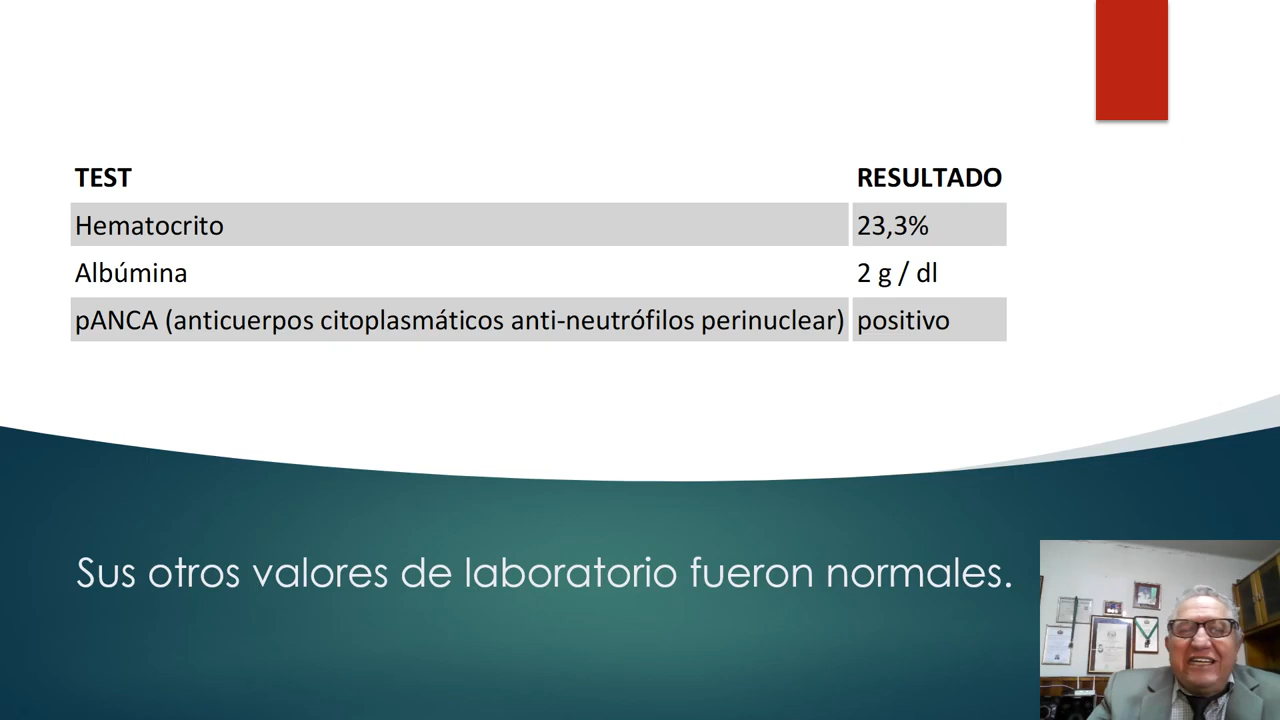 TEST RESULTADO
Hematocrito 23,3%
Albúmina 2 g / dl
pANCA (anticuerpos citoplasmáticos anti-neutrófilos perinuclear) positivo
Sus otros valores de laboratorio fueron normales.